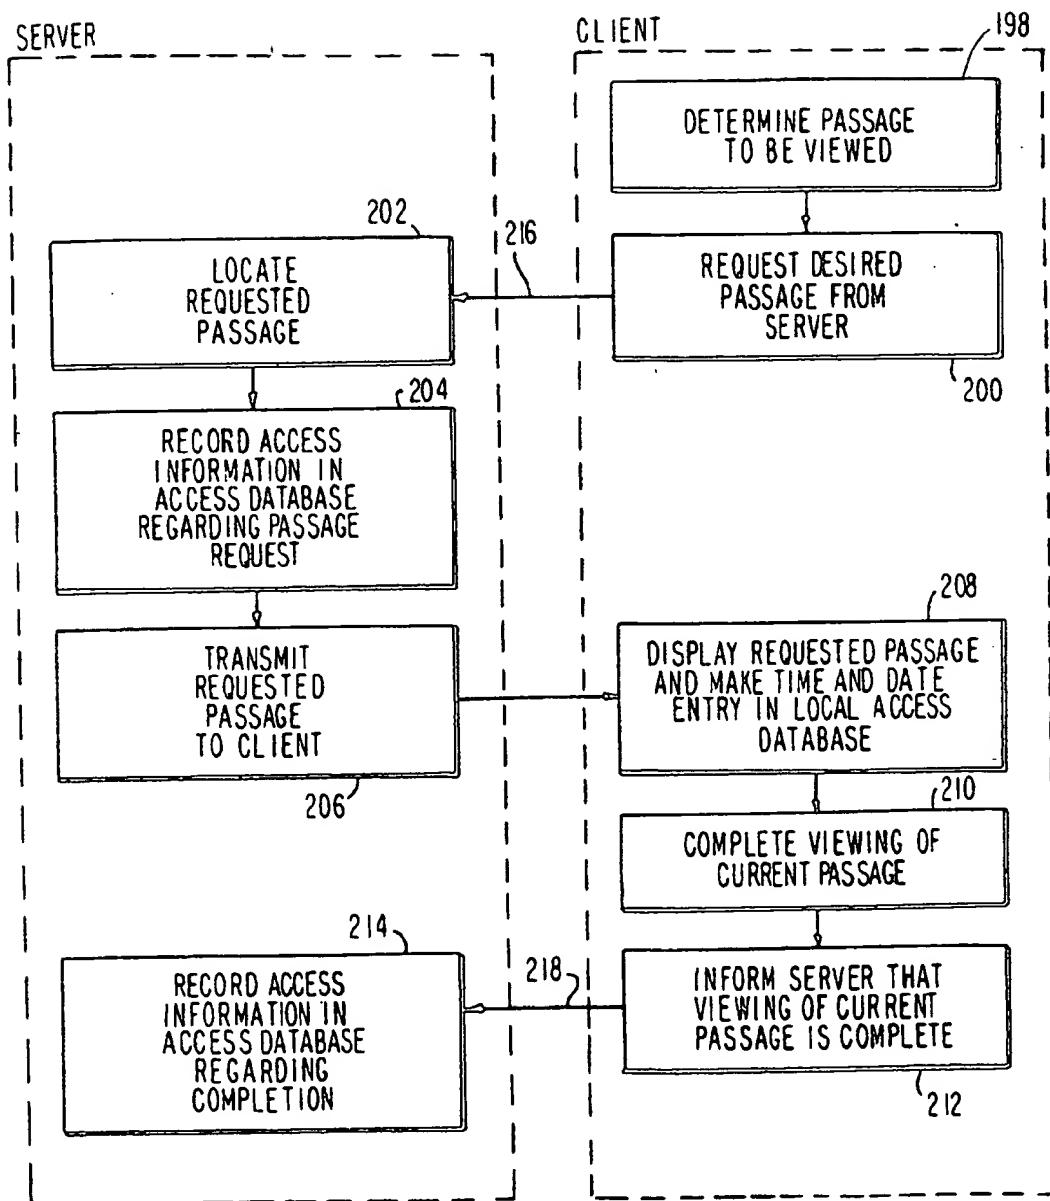 SERVER
CLIENT
198
DETERMINE PASSAGE
TO BE VIEWED
202
216
LOCATE
REQUESTED
PASSAGE
REQUEST DESIRED
PASSAGE FROM
SERVER
200
204
RECORD ACCESS
INFORMATION IN
ACCESS DATABASE
REGARDING PASSAGE
REQUEST
208
TRANSMIT
REQUESTED
PASSAGE
TO CLIENT
206
DISPLAY REQUESTED PASSAGE
AND MAKE TIME AND DATE
ENTRY IN LOCAL ACCESS
DATABASE
210
COMPLETE VIEWING OF
CURRENT PASSAGE
214
218
RECORD ACCESS
INFORMATION IN
ACCESS DATABASE
REGARDING
COMPLETION
INFORM SERVER THAT
VIEWING OF CURRENT
PASSAGE IS COMPLETE
212